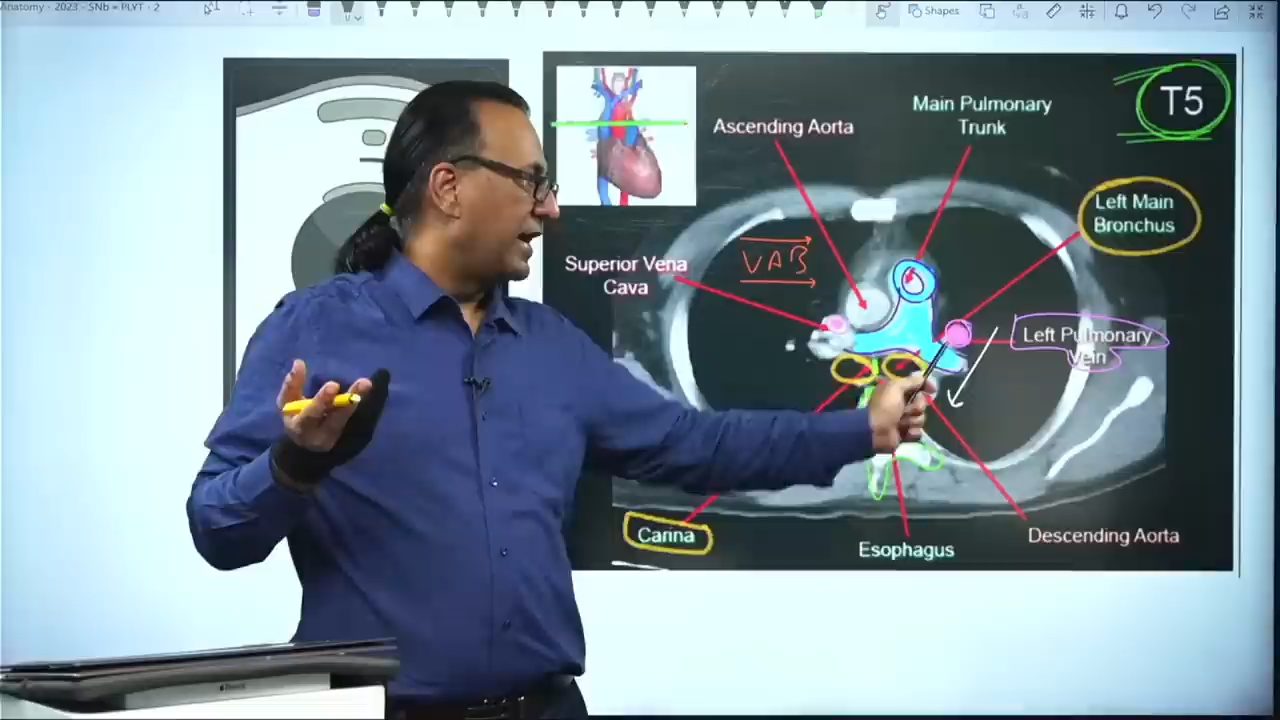 Anatomy - 2023 - SNb = PLYT - 2
Shapes
T5
Main Pulmonary
Trunk
Ascending Aorta
Left Main
Bronchus
VAB
Superior Vena
Cava
Left Pulmonary
Vein
Carina
Esophagus
Descending Aorta